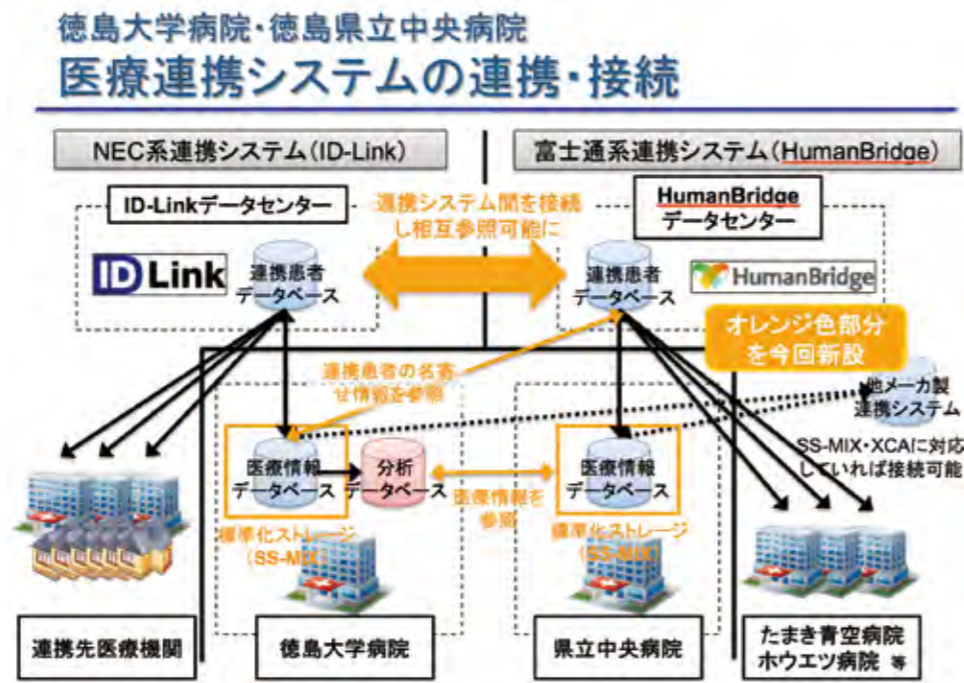 徳島大学病院・徳島県立中央病院
医療連携システムの連携・接続
NEC系連携システム(ID-Link)
富士通系連携システム(HumanBridge)
ID-Linkデータセンター
連携システム間を接続
し相互参照可能に
HumanBridge
データセンター
ID Link
連携患者
データベース
連携患者
データベース
HumanBridge
オレンジ色部分
を今回新設
連携患者の名寄
せ情報を参照
他メーカ製
連携システム
SS-MIX・XCAに対応
していれば接続可能
医療情報
データベース
分析
データベース
医療情報を
参照
医療情報
データベース
標準化ストレージ
(SS-MIX)
標準化ストレージ
(SS-MIX)
連携先医療機関
徳島大学病院
県立中央病院
たまき青空病院
ホウエツ病院 等